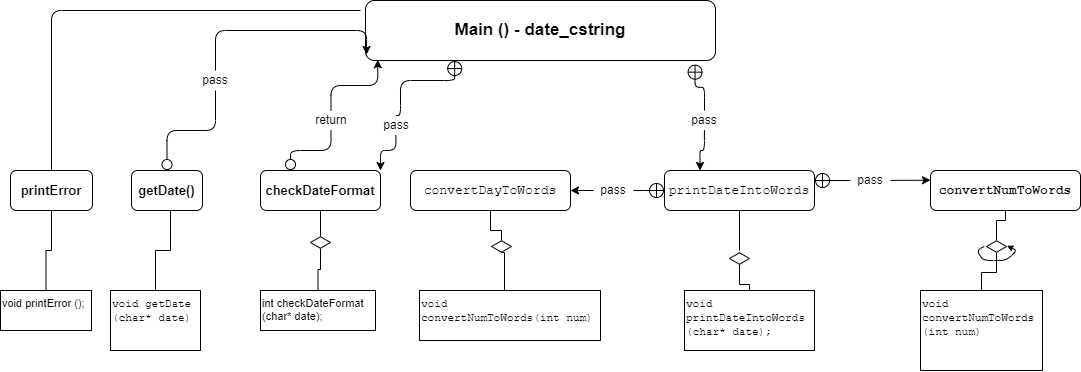 Main () - date_cstring
pass
return
pass
pass
printError
getDate()
checkDateFormat
convertDayToWords
pass
printDateIntoWords
pass
convertNumToWords
void printError ();
void getDate
(char* date)
int checkDateFormat
(char* date);
void
convertNumToWords(int num)
void
printDateIntoWords
(char* date);
void
convertNumToWords
(int num)